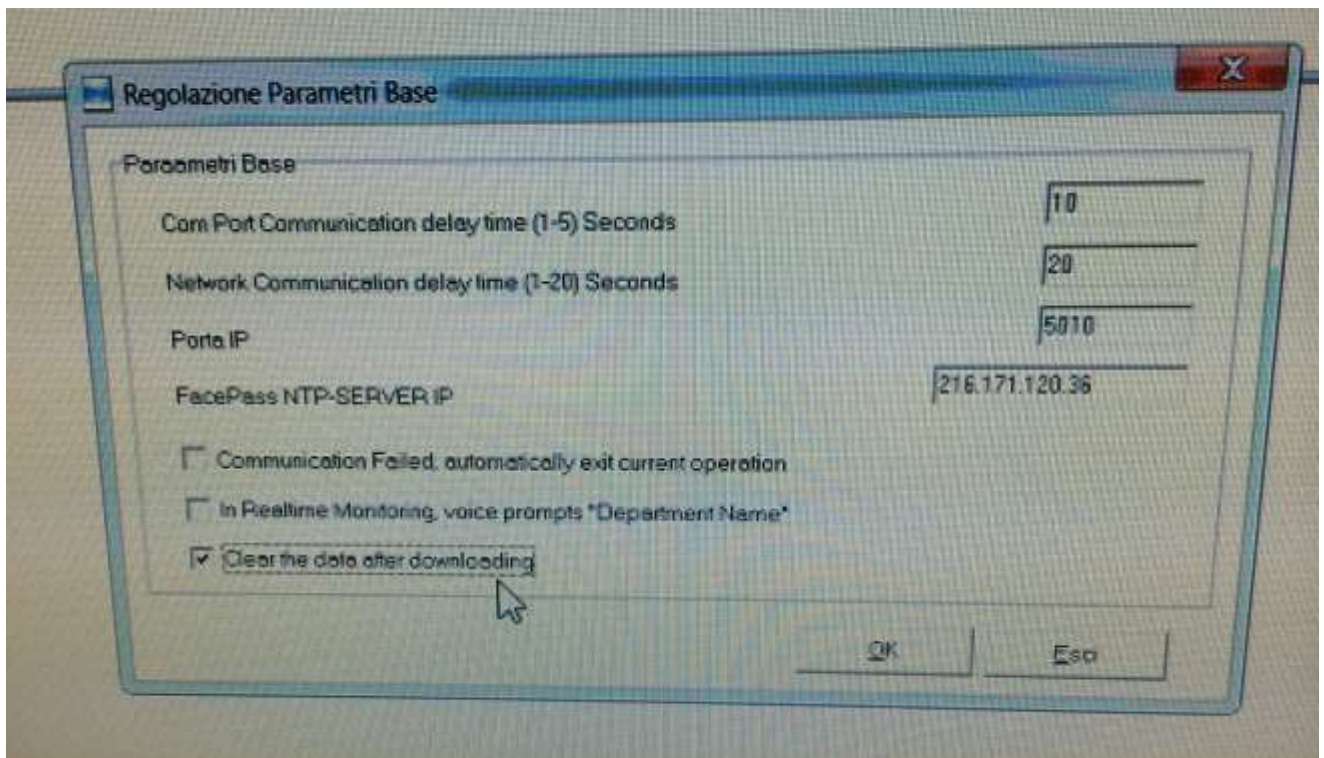 Regolazione Parametri Base
Paraametri Base
Com Port Communication delay time (1-5) Seconds 10
Network Communication delay time (1-20) Seconds 20
Porta IP 5010
FacePass NTP-SERVER IP 216.171.120.36
Communication Failed, automatically exit current operation
In Realtime Monitoring, voice prompts "Department Name"
Clear the data after downloading
OK Esci